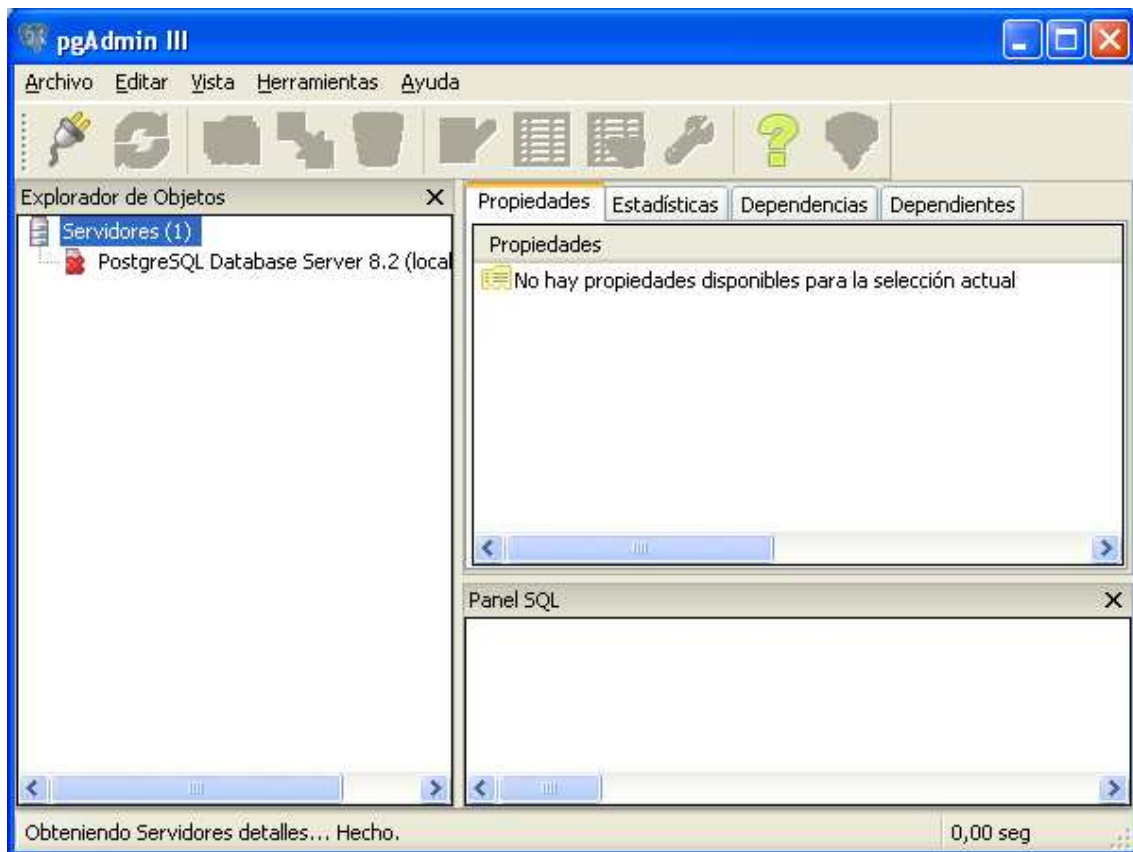 pgAdmin III
Archivo Editar Vista Herramientas Ayuda
Explorador de Objetos
Servidores (1)
PostgreSQL Database Server 8.2 (local
Propiedades Estadísticas Dependencias Dependientes
Propiedades
No hay propiedades disponibles para la selección actual
Panel SQL
Obteniendo Servidores detalles... Hecho.
0,00 seg